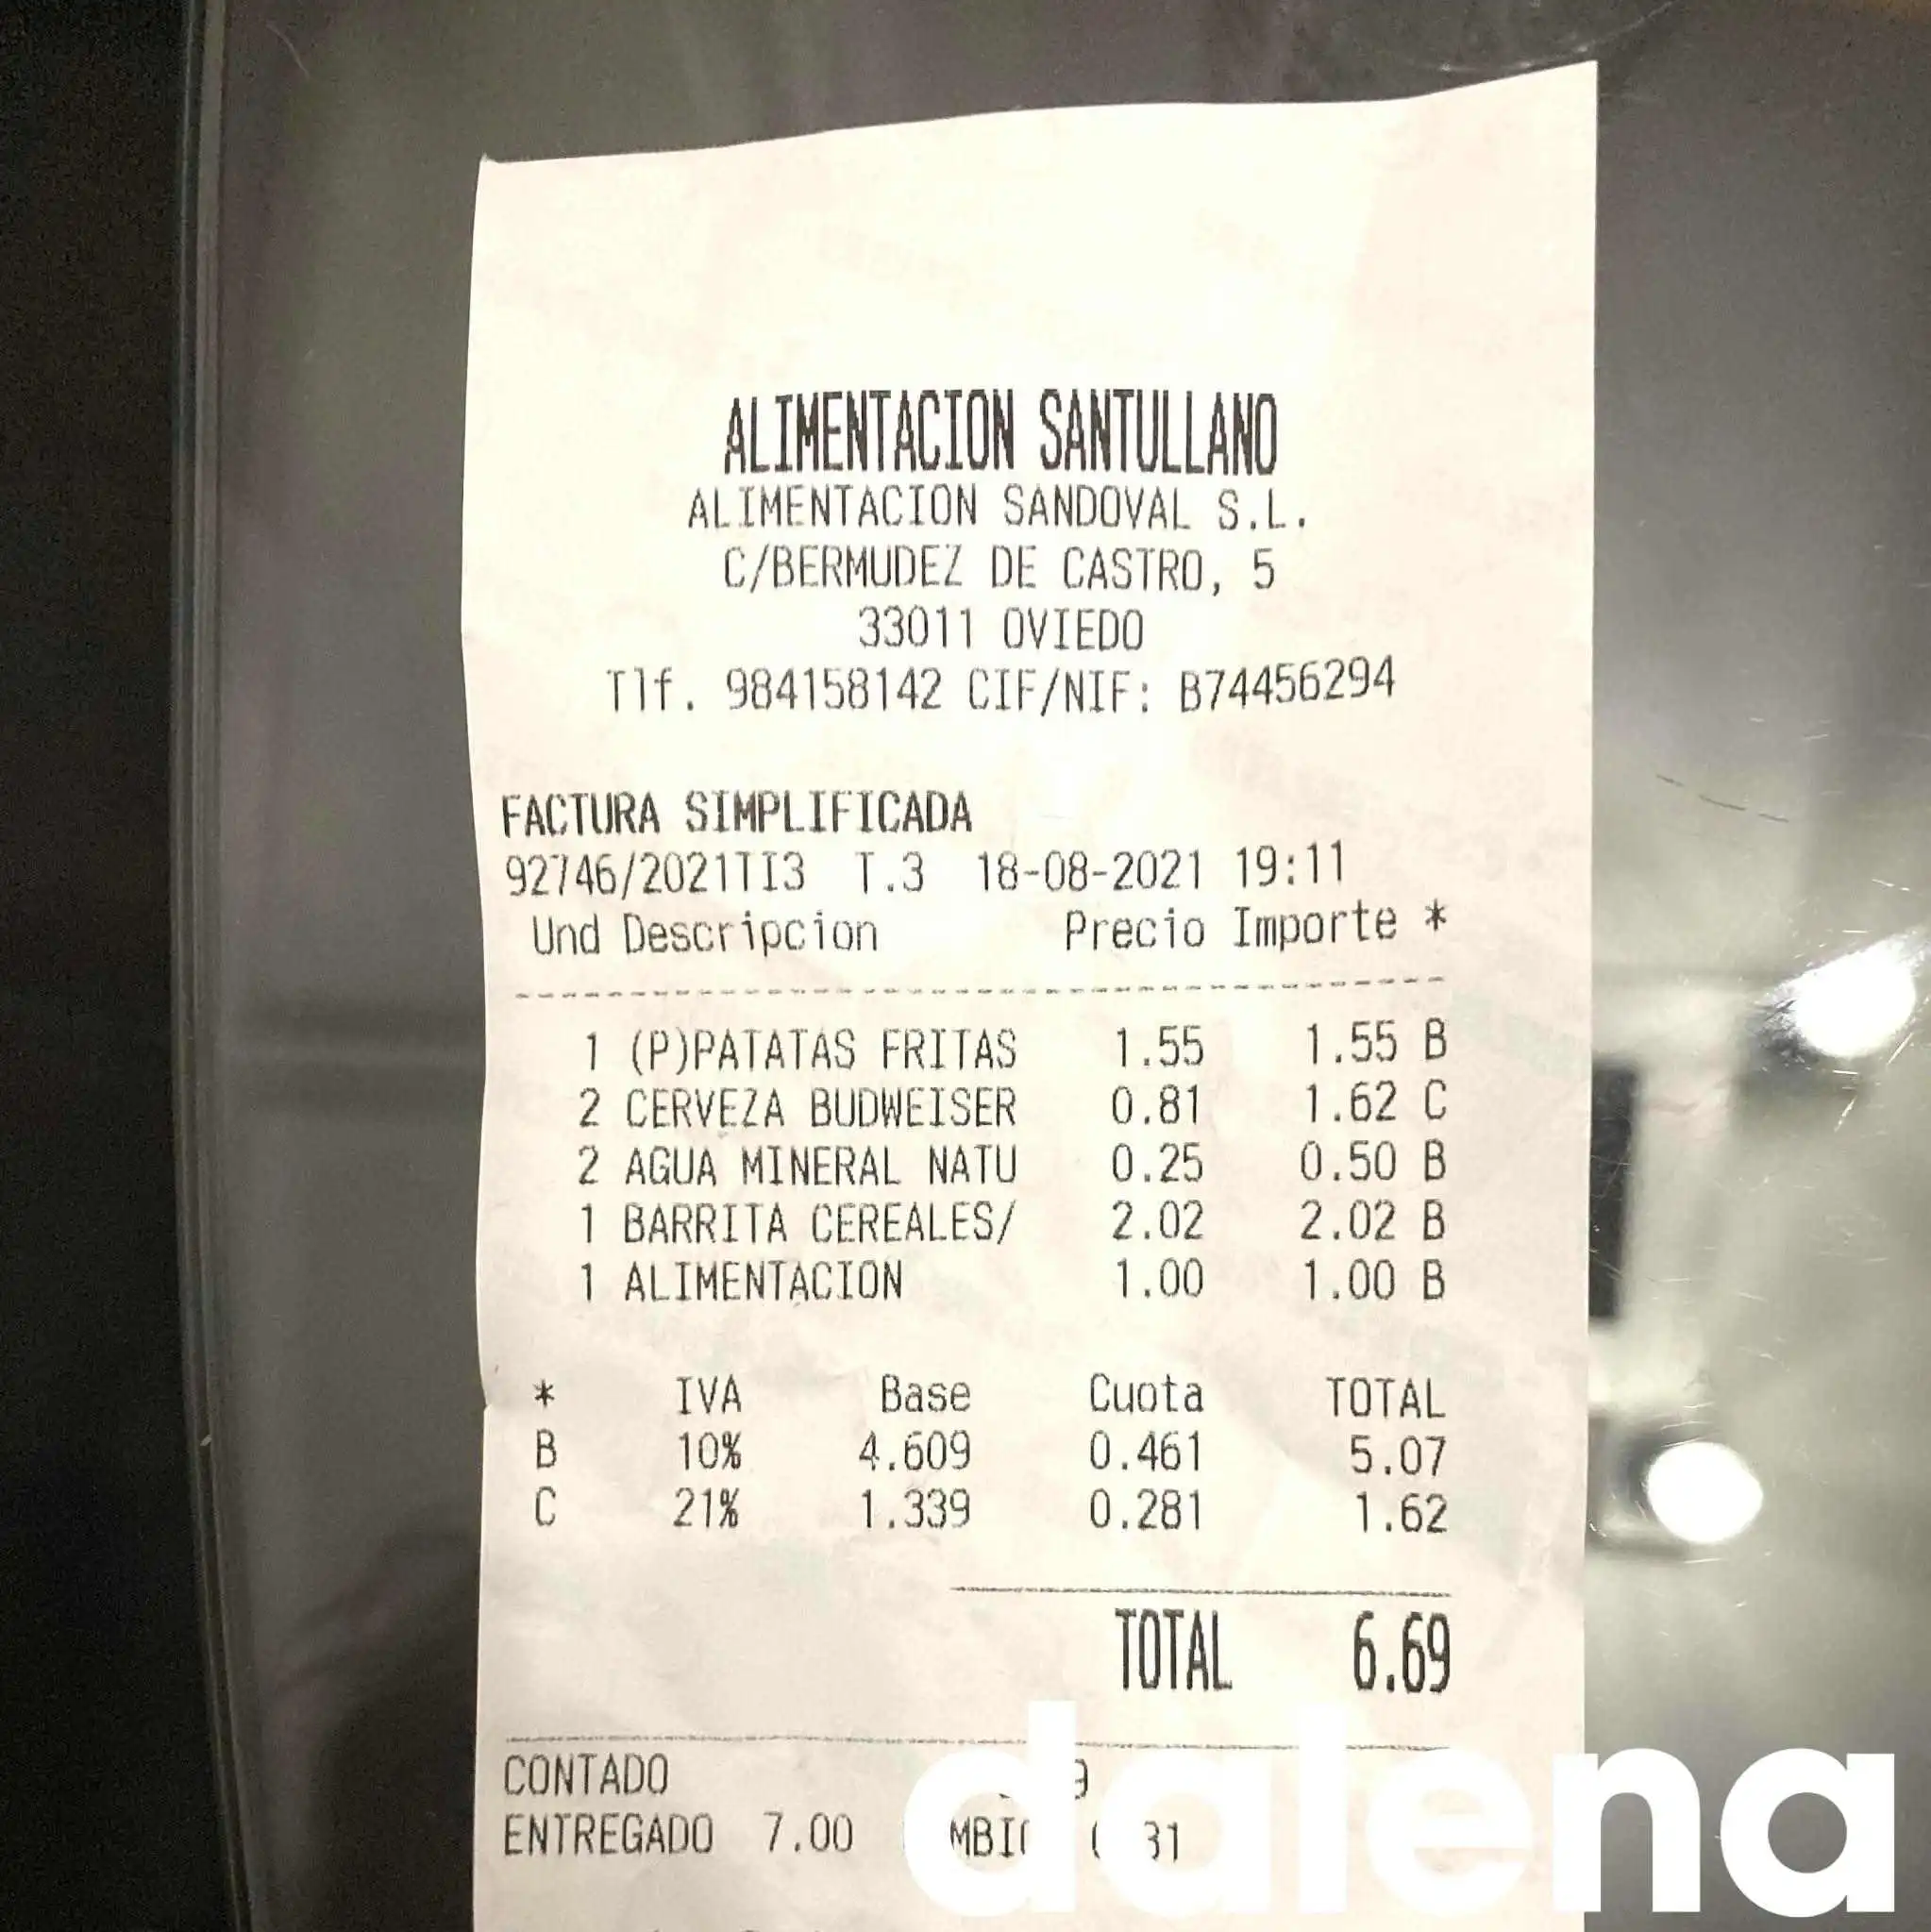 ALIMENTACION SANTULLANO
ALIMENTACION SANDOVAL S.L.
C/BERMUDEZ DE CASTRO, 5
33011 OVIEDO
Tlf. 984158142 CIF/NIF: B74456294
FACTURA SIMPLIFICADA
92746/2021TI3 T.3 18-08-2021 19:11
Und Descripcion Precio Importe *
1 (P)PATATAS FRITAS 1.55 1.55 B
2 CERVEZA BUDWEISER 0.81 1.62 C
2 AGUA MINERAL NATU 0.25 0.50 B
1 BARRITA CEREALES/ 2.02 2.02 B
1 ALIMENTACION 1.00 1.00 B
* IVA Base Cuota TOTAL
B 10% 4.609 0.461 5.07
C 21% 1.339 0.281 1.62
TOTAL 6.69
CONTADO
ENTREGADO 7.00
dalena